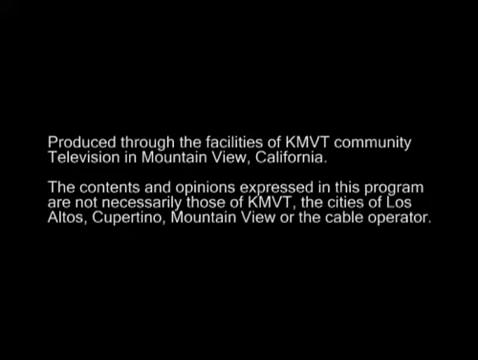 Produced through the facilities of KMVT community
Television in Mountain View, California.
The contents and opinions expressed in this program
are not necessarily those of KMVT, the cities of Los
Altos, Cupertino, Mountain View or the cable operator.